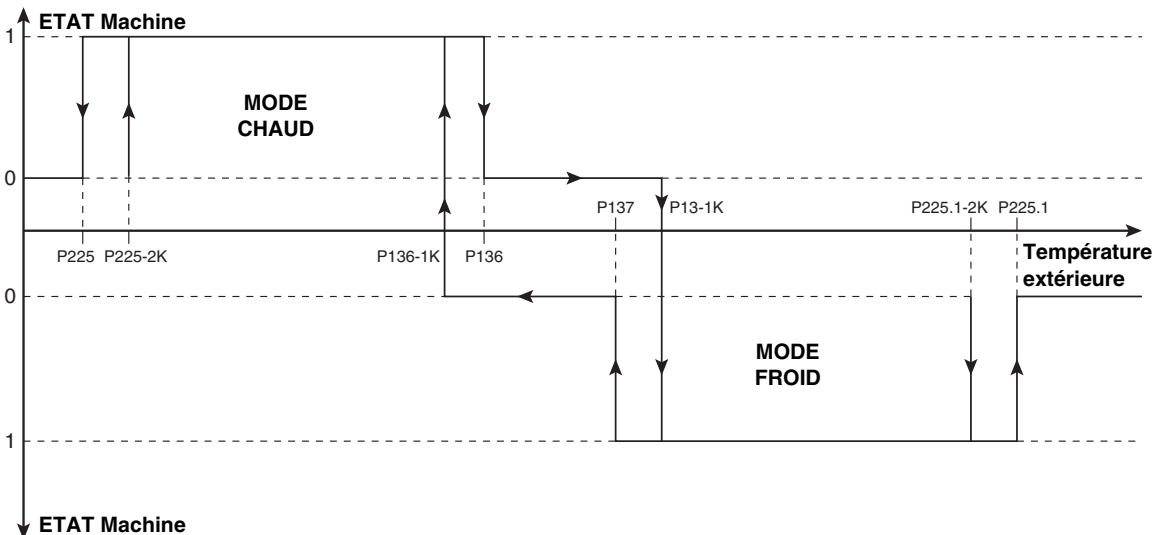 ETAT Machine
1
MODE
CHAUD
0
P137 P13-1K P225.1-2K P225.1
P225 P225-2K P136-1K P136
Température
extérieure
0
MODE
FROID
1
ETAT Machine